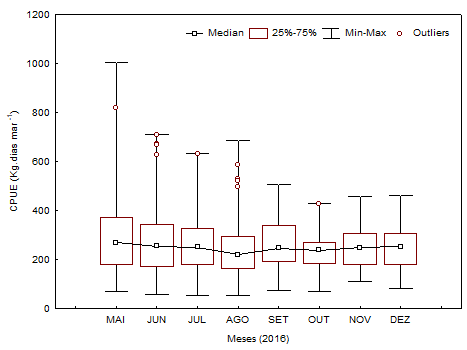 1200
Median 25%-75% Min-Max Outliers
1000
800
600
400
200
0
CPUE (Kg.dias mar⁻¹)
MAI JUN JUL AGO SET OUT NOV DEZ
Meses (2016)